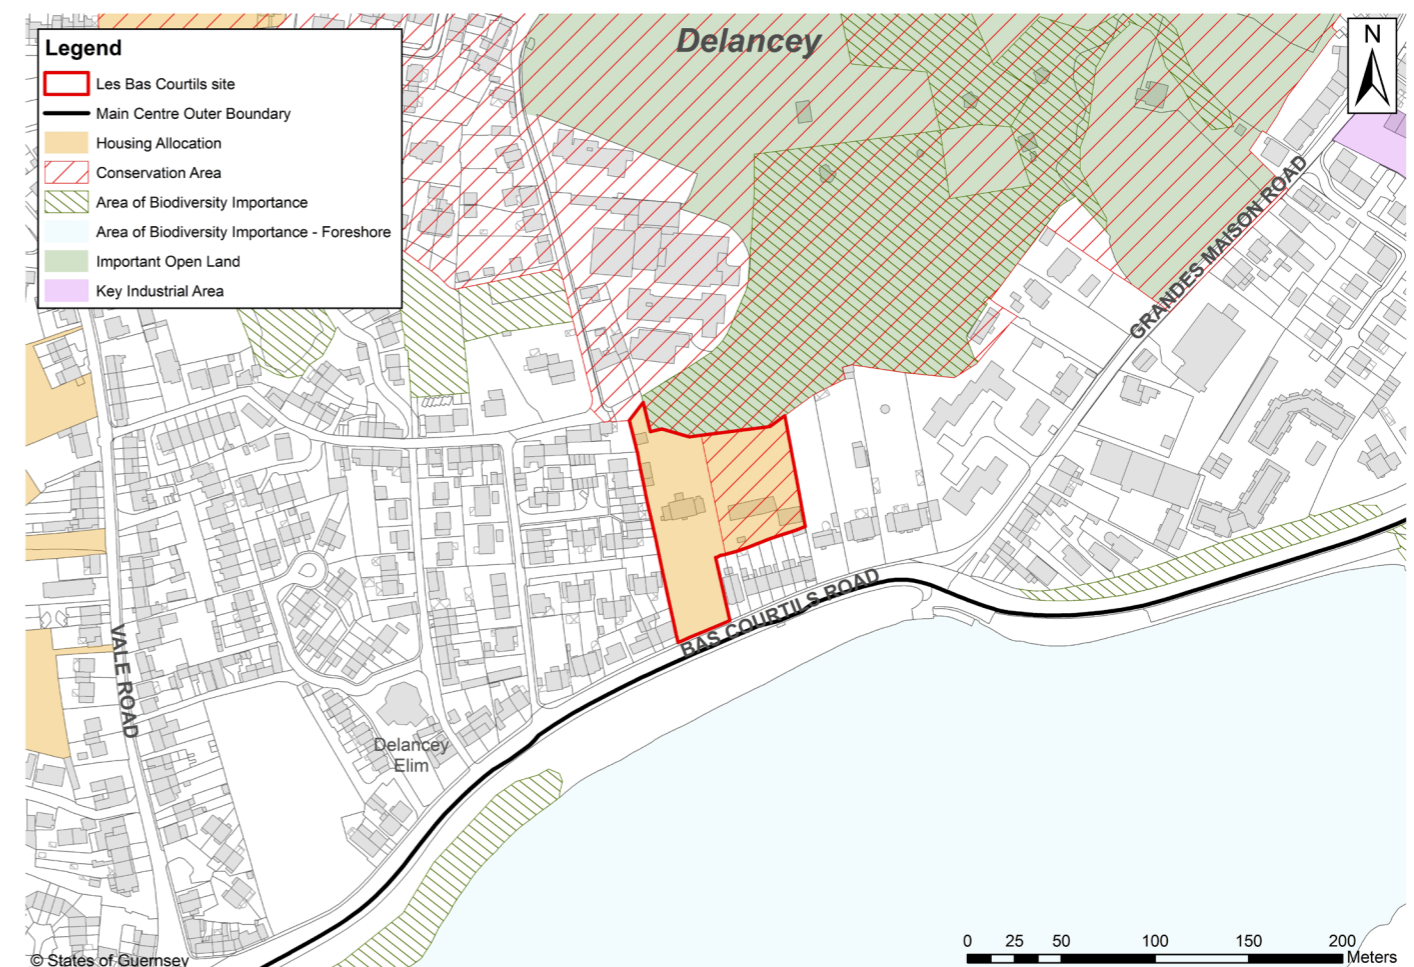 Delancey
N
Legend
Les Bas Courtils site
Main Centre Outer Boundary
Housing Allocation
Conservation Area
Area of Biodiversity Importance
Area of Biodiversity Importance - Foreshore
Important Open Land
Key Industrial Area
GRANDES MAISON ROAD
BAS COURTILS ROAD
VALE ROAD
Delancey
Elim
0 25 50 100 150 200
Meters
© States of Guernsey